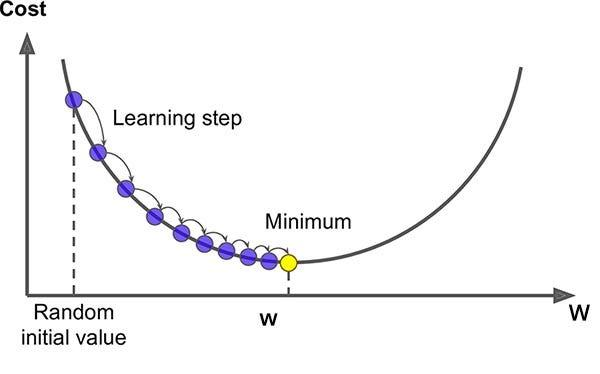 Cost
Learning step
Minimum
Random
initial value
w
W